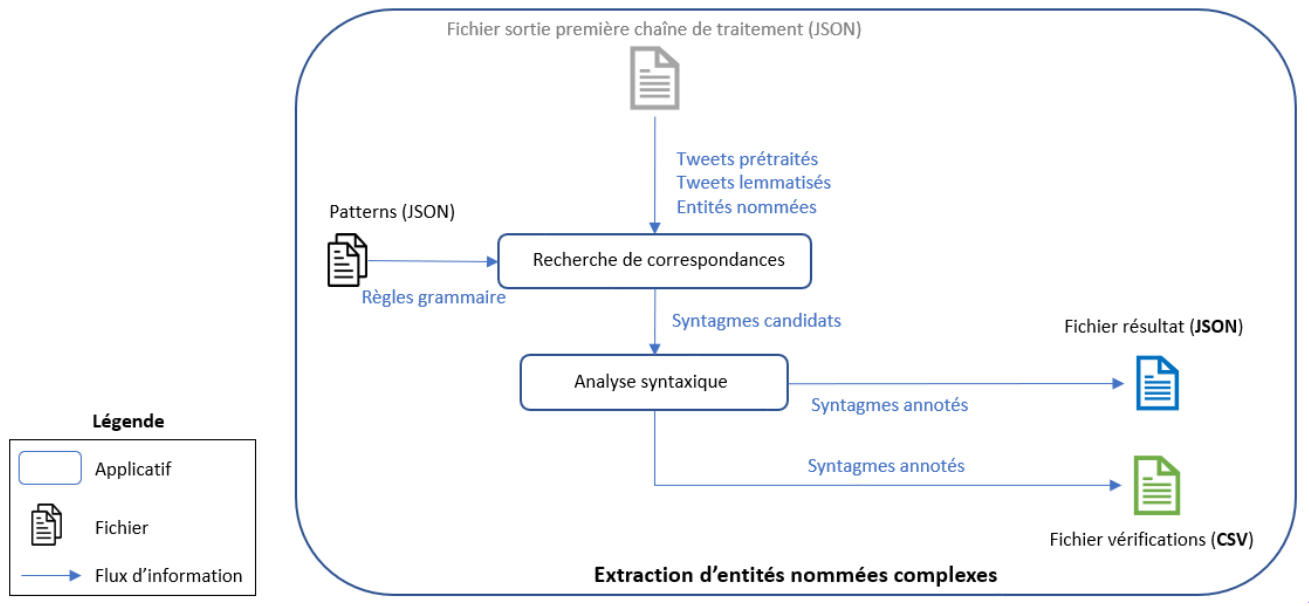 Fichier sortie première chaîne de traitement (JSON)
Tweets prétraités
Tweets lemmatisés
Entités nommées
Patterns (JSON)
Recherche de correspondances
Règles grammaire
Syntagmes candidats
Fichier résultat (JSON)
Analyse syntaxique
Syntagmes annotés
Syntagmes annotés
Fichier vérifications (CSV)
Extraction d'entités nommées complexes
Légende
Applicatif
Fichier
Flux d'information